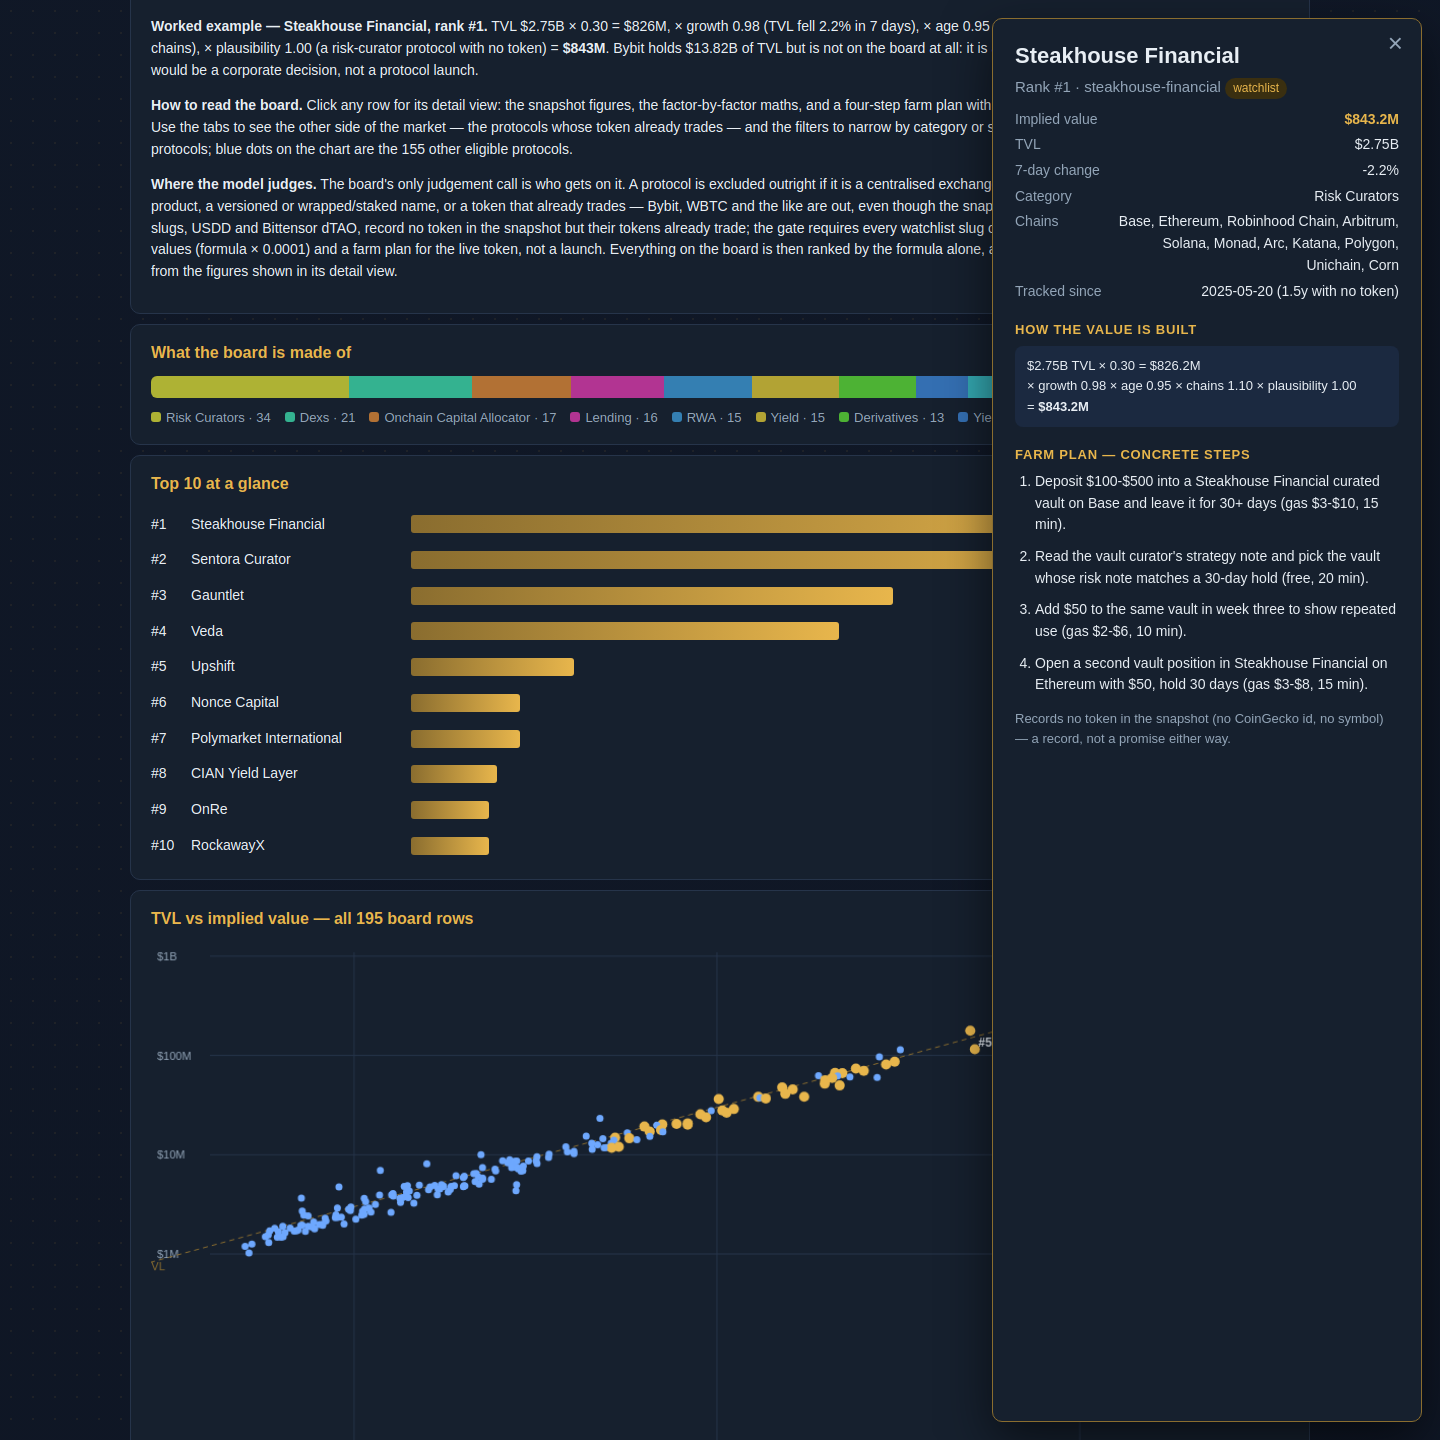 Worked example — Steakhouse Financial, rank #1. TVL $2.75B × 0.30 = $826M, × growth 0.98 (TVL fell 2.2% in 7 days), × age 0.95
chains), × plausibility 1.00 (a risk-curator protocol with no token) = $843M. Bybit holds $13.82B of TVL but is not on the board at all: it is
would be a corporate decision, not a protocol launch.
How to read the board. Click any row for its detail view: the snapshot figures, the factor-by-factor maths, and a four-step farm plan with
Use the tabs to see the other side of the market — the protocols whose token already trades — and the filters to narrow by category or
protocols; blue dots on the chart are the 155 other eligible protocols.
Where the model judges. The board's only judgement call is who gets on it. A protocol is excluded outright if it is a centralised exchang
product, a versioned or wrapped/staked name, or a token that already trades — Bybit, WBTC and the like are out, even though the snap
slugs, USDD and Bittensor dTAO, record no token in the snapshot but their tokens already trade; the gate requires every watchlist slug
values (formula × 0.0001) and a farm plan for the live token, not a launch. Everything on the board is then ranked by the formula alone,
from the figures shown in its detail view.
What the board is made of
Risk Curators · 34 Dexs · 21 Onchain Capital Allocator · 17 Lending · 16 RWA · 15 Yield · 15 Derivatives · 13 Yie
Top 10 at a glance
#1 Steakhouse Financial
#2 Sentora Curator
#3 Gauntlet
#4 Veda
#5 Upshift
#6 Nonce Capital
#7 Polymarket International
#8 CIAN Yield Layer
#9 OnRe
#10 RockawayX
TVL vs implied value — all 195 board rows
$1B
$100M
#5
$10M
$1M
VL
Steakhouse Financial
✕
Rank #1 · steakhouse-financial watchlist
Implied value $843.2M
TVL $2.75B
7-day change -2.2%
Category Risk Curators
Chains Base, Ethereum, Robinhood Chain, Arbitrum,
Solana, Monad, Arc, Katana, Polygon,
Unichain, Corn
Tracked since 2025-05-20 (1.5y with no token)
HOW THE VALUE IS BUILT
$2.75B TVL × 0.30 = $826.2M
× growth 0.98 × age 0.95 × chains 1.10 × plausibility 1.00
= $843.2M
FARM PLAN — CONCRETE STEPS
1. Deposit $100-$500 into a Steakhouse Financial curated
vault on Base and leave it for 30+ days (gas $3-$10, 15
min).
2. Read the vault curator's strategy note and pick the vault
whose risk note matches a 30-day hold (free, 20 min).
3. Add $50 to the same vault in week three to show repeated
use (gas $2-$6, 10 min).
4. Open a second vault position in Steakhouse Financial on
Ethereum with $50, hold 30 days (gas $3-$8, 15 min).
Records no token in the snapshot (no CoinGecko id, no symbol)
— a record, not a promise either way.